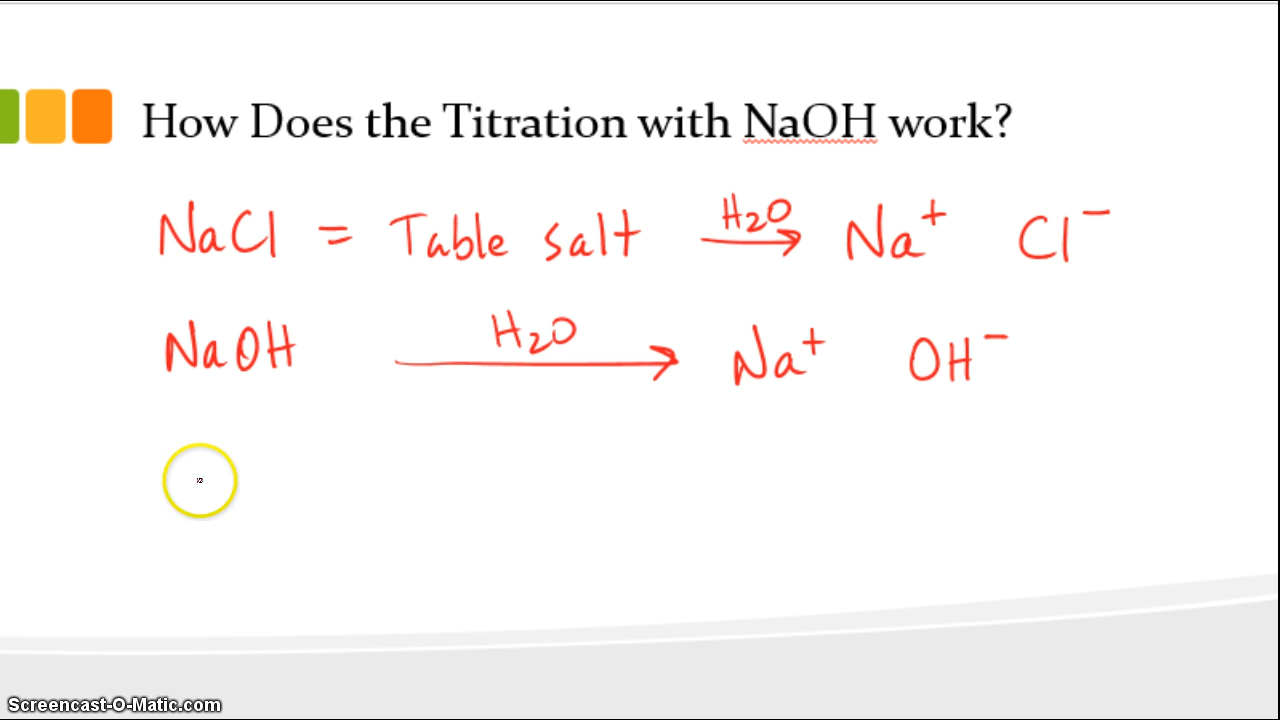 How Does the Titration with NaOH work?
NaCl = Table salt H₂O → Na⁺ Cl⁻
NaOH H₂O → Na⁺ OH⁻
Screencast-O-Matic.com